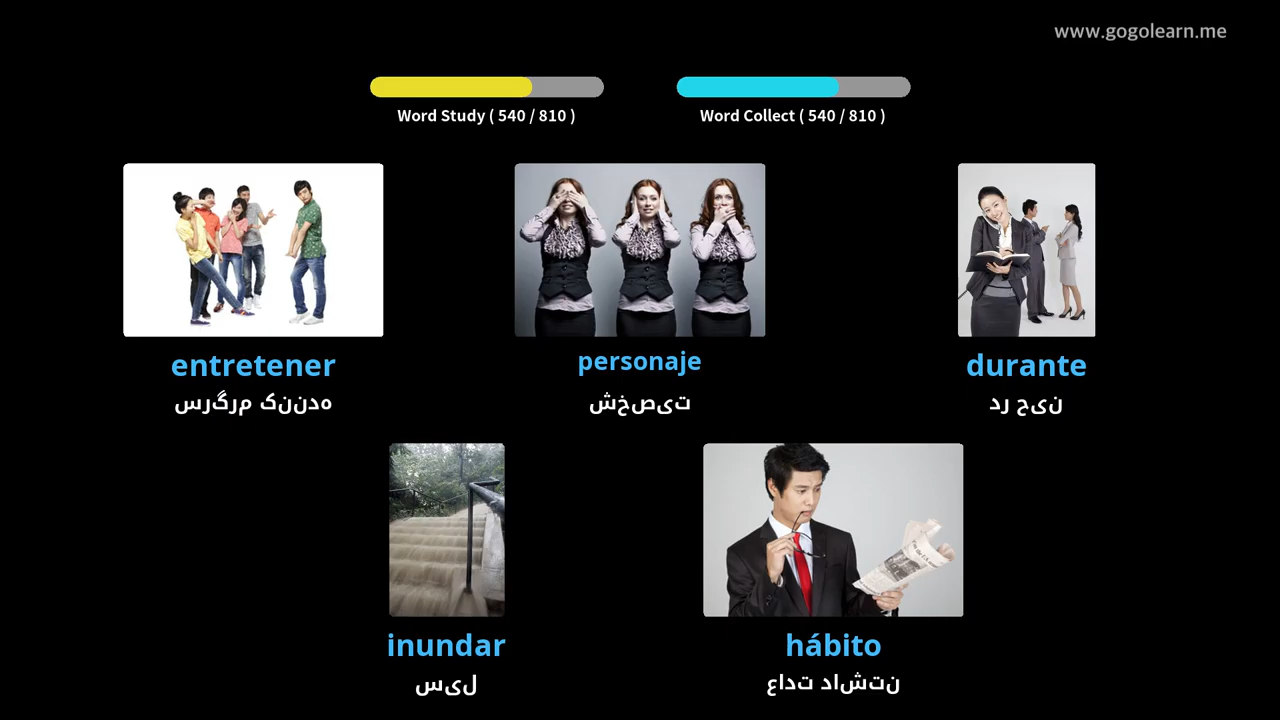 www.gogolearn.me
Word Study ( 540 / 810 )
Word Collect ( 540 / 810 )
entretener
سرگرم کننده
personaje
شخصیت
durante
در حین
inundar
سیل
hábito
عادت داشتن